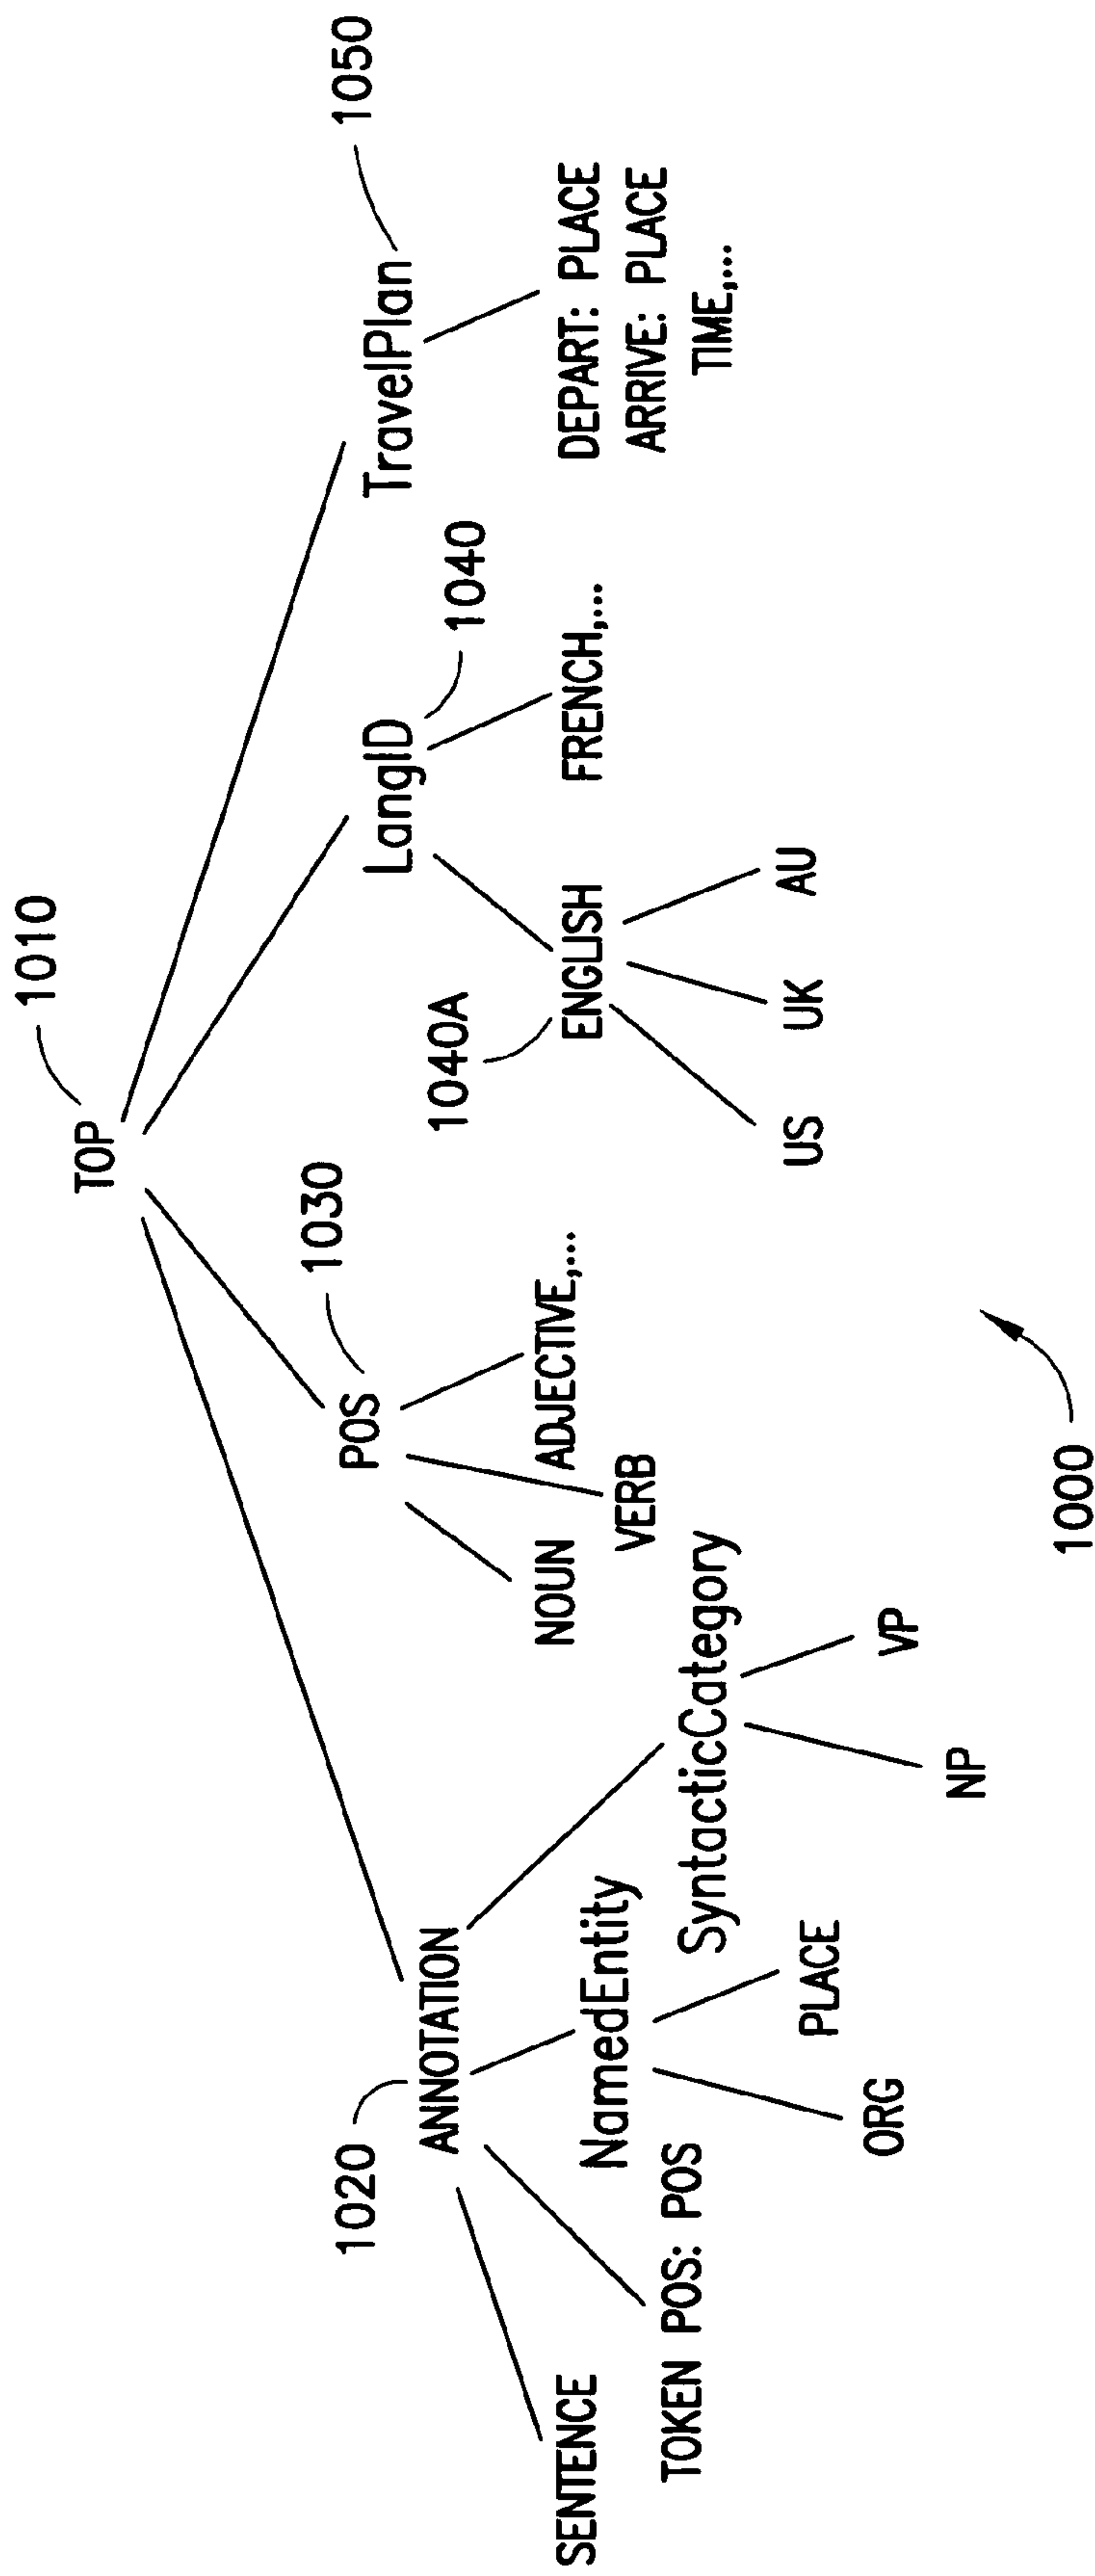 1010
TOP
1050
1030
1040
1020
POS
LangID
TravelPlan
ANNOTATION
1040A
SENTENCE
NOUN
ADJECTIVE,...
ENGLISH
FRENCH,...
DEPART: PLACE
NamedEntity
VERB
ARRIVE: PLACE
TOKEN POS: POS
SyntacticCategory
TIME,...
PLACE
US
UK
AU
ORG
VP
NP
1000